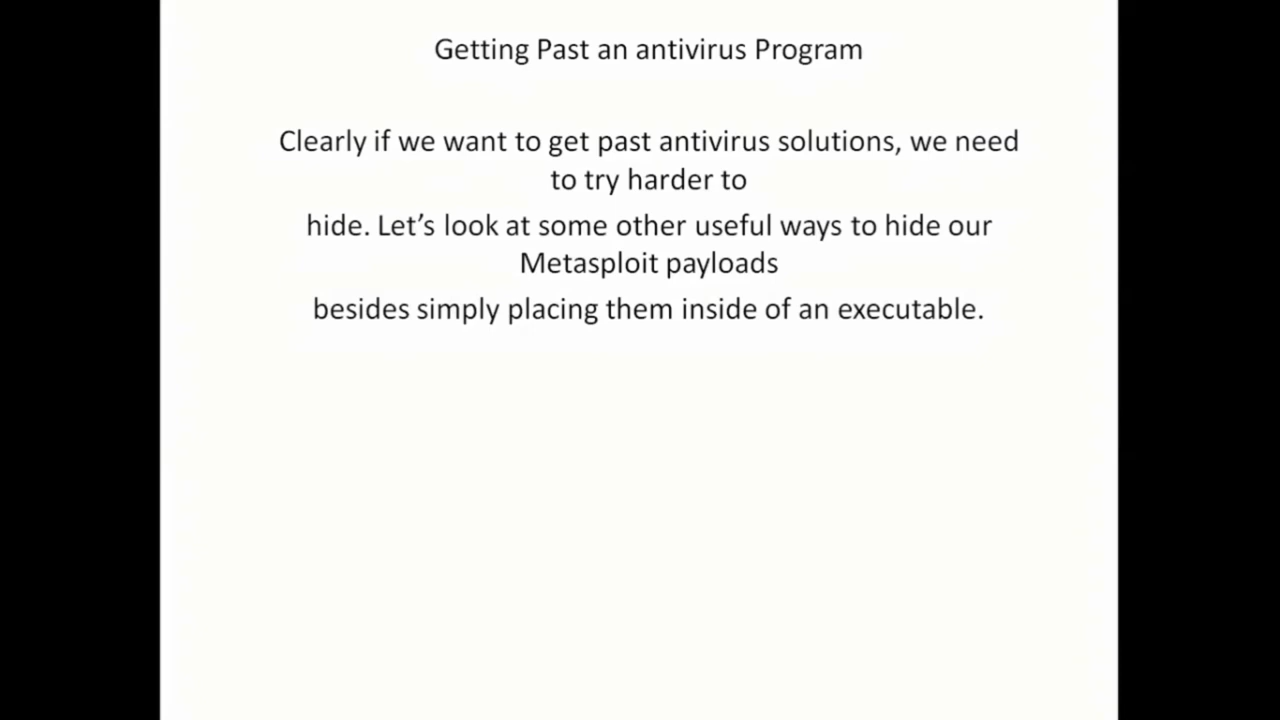 Getting Past an antivirus Program
Clearly if we want to get past antivirus solutions, we need
to try harder to
hide. Let’s look at some other useful ways to hide our
Metasploit payloads
besides simply placing them inside of an executable.